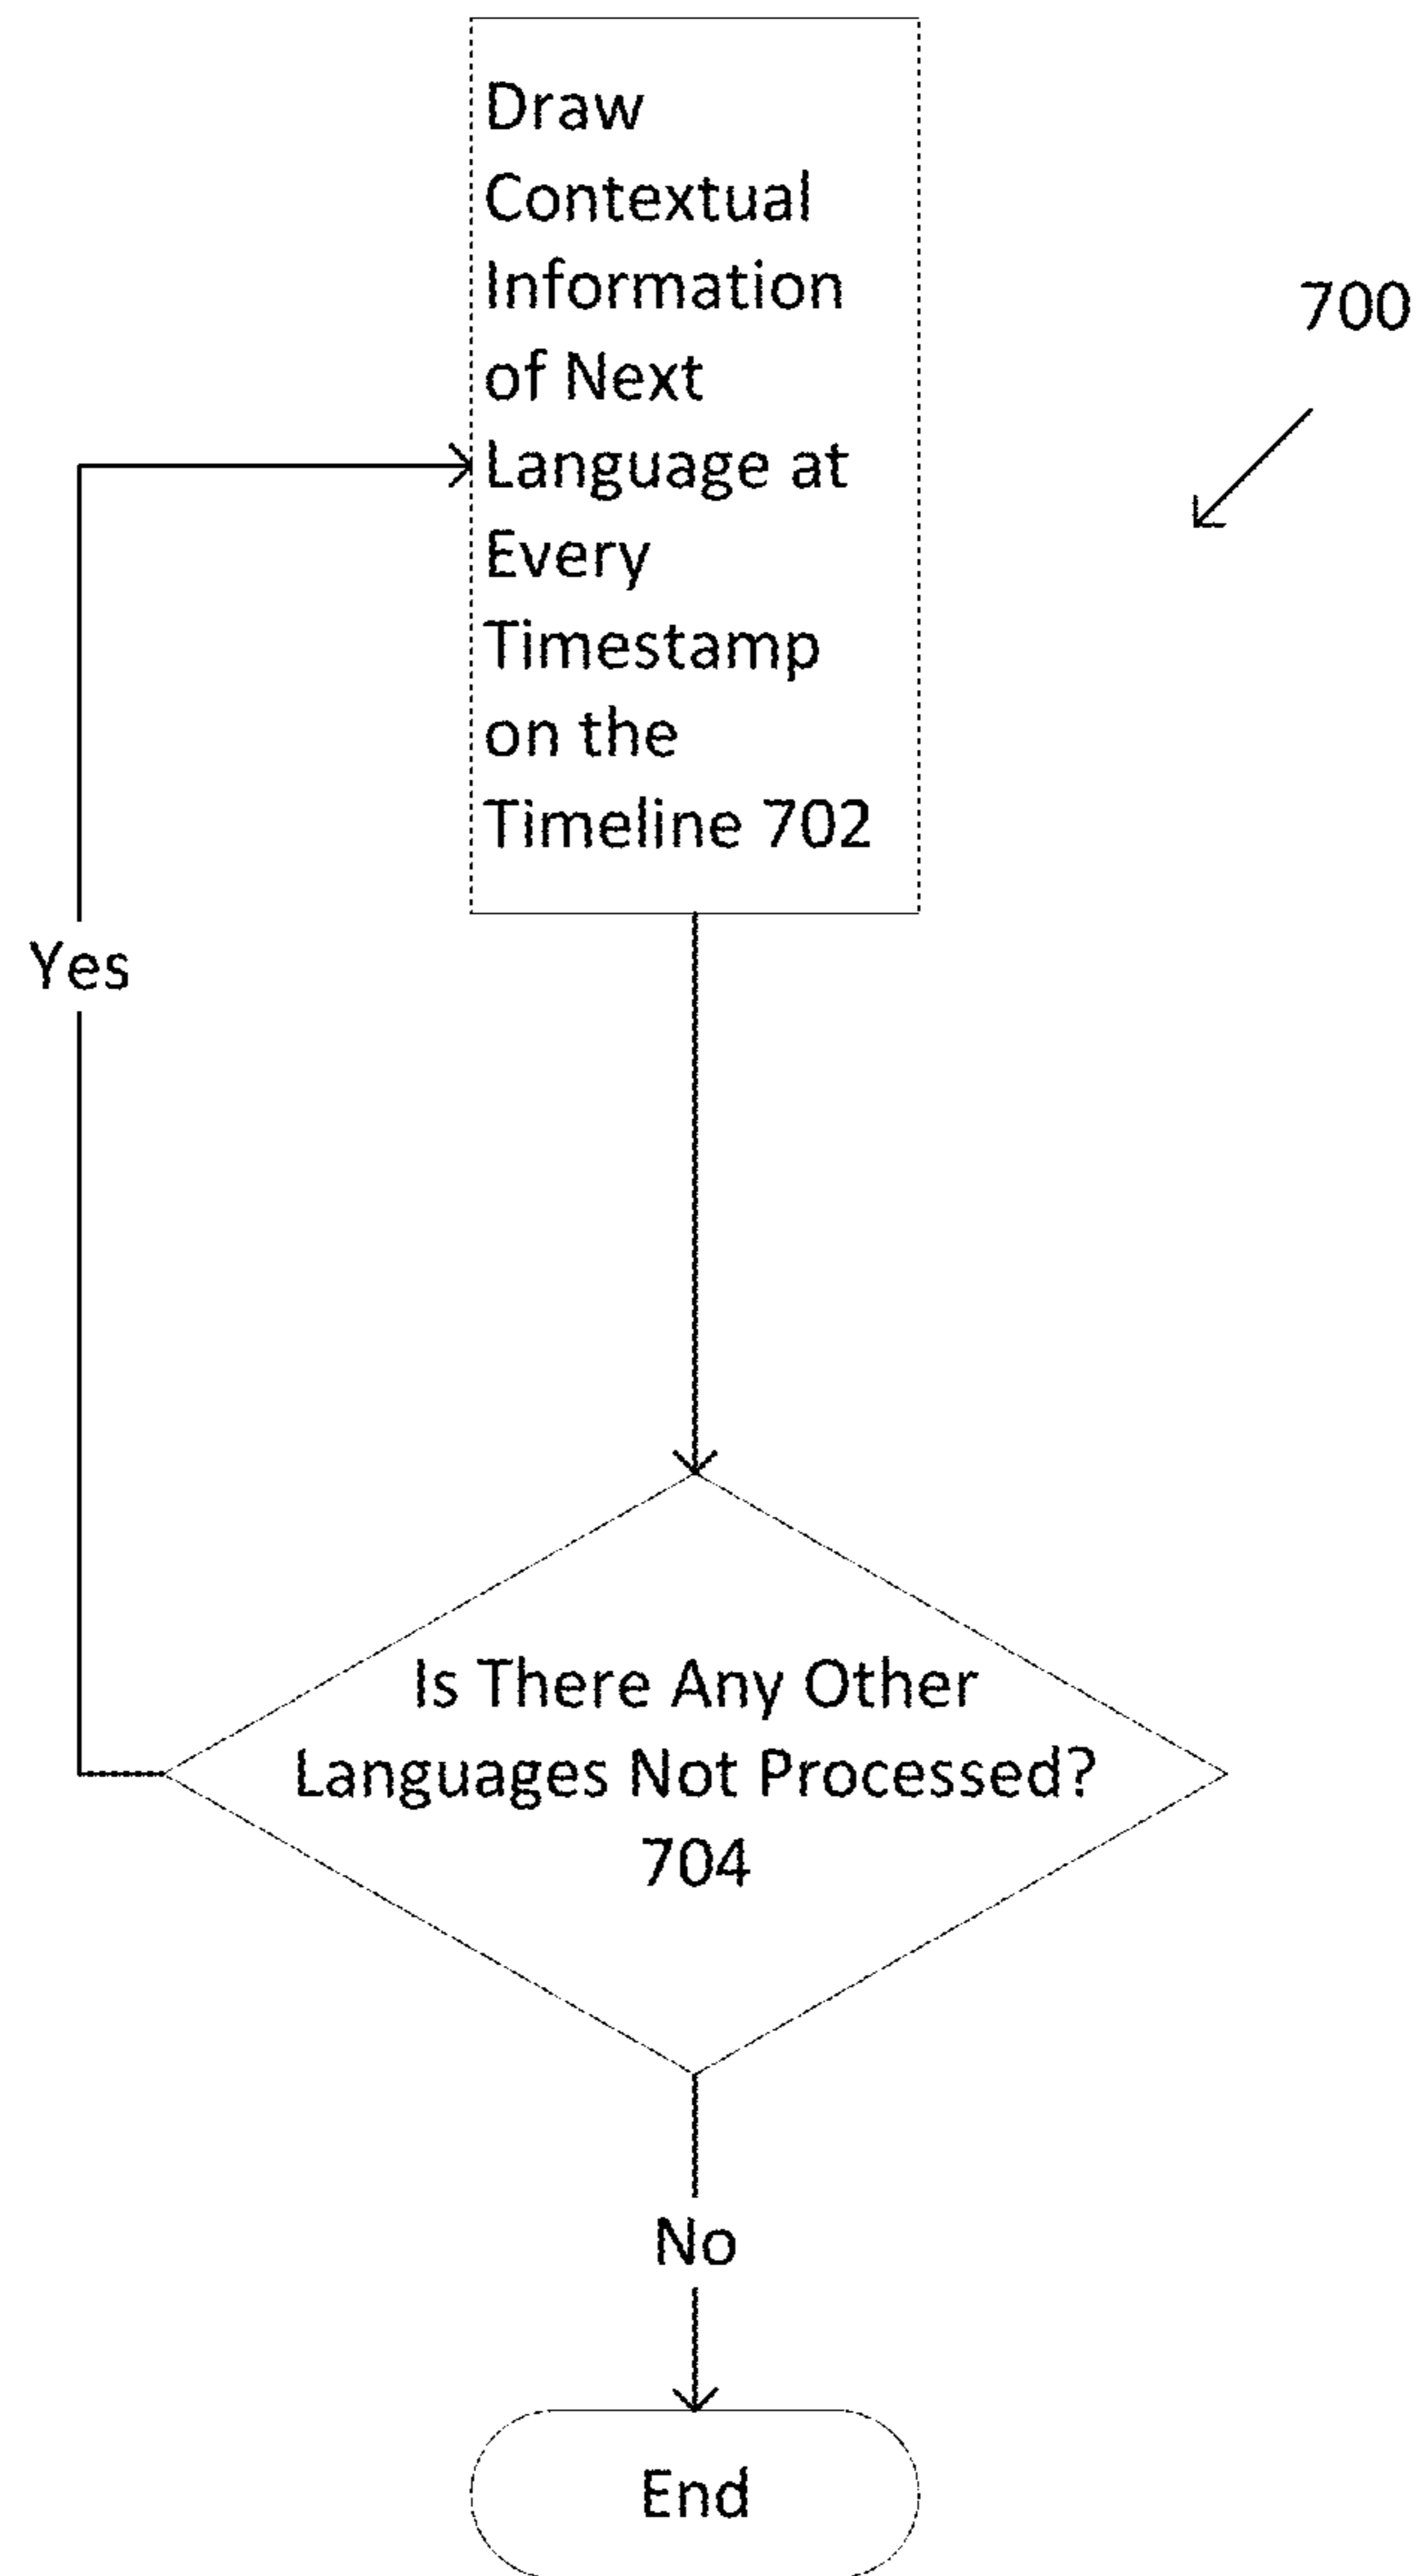 Draw
Contextual
Information
of Next
Language at
Every
Timestamp
on the
Timeline 702
700
Yes
Is There Any Other
Languages Not Processed?
704
No
End